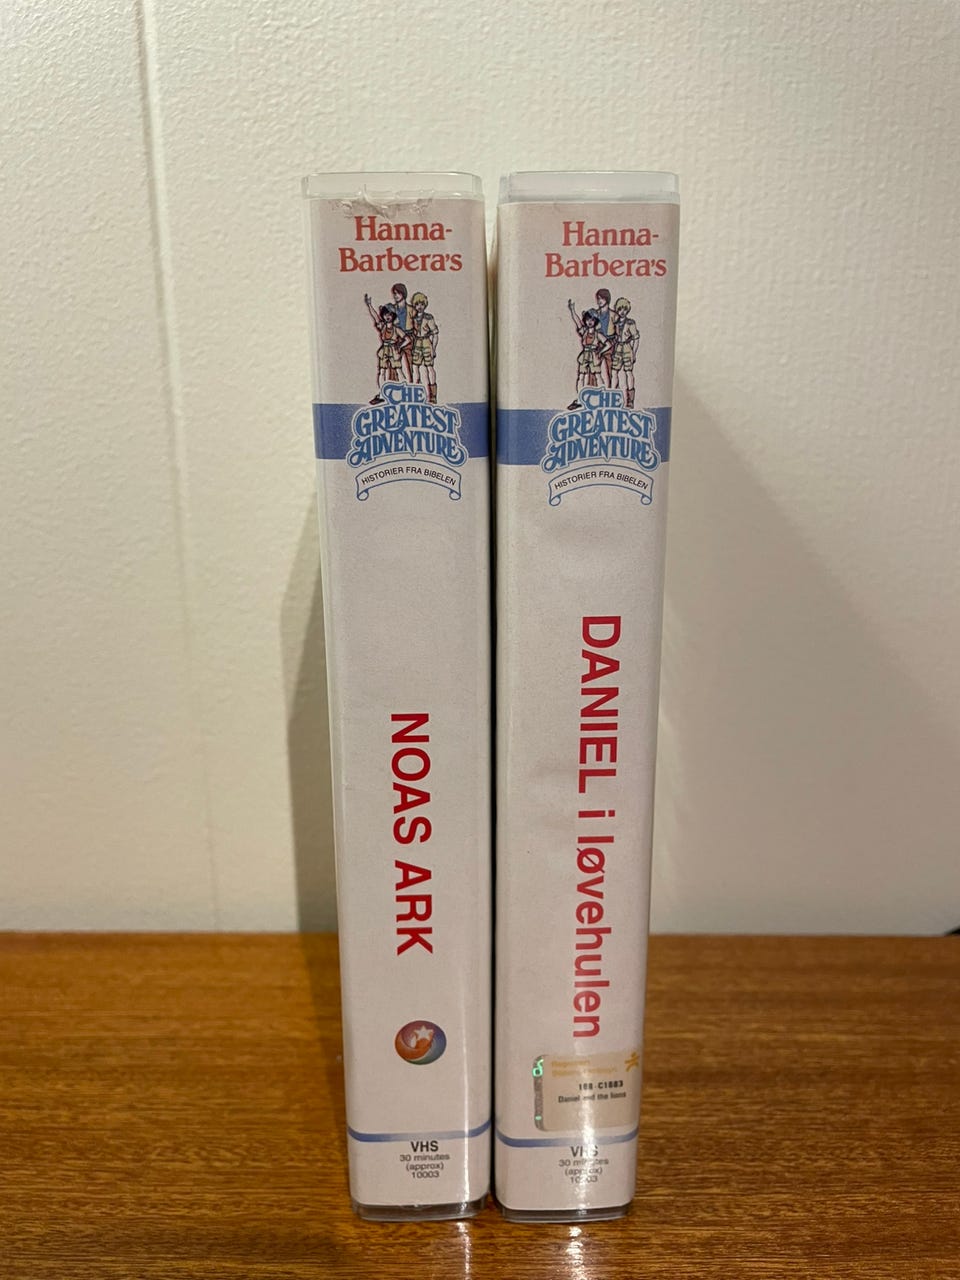 Hanna-
Barbera's
THE
GREATEST
ADVENTURE
HISTORIER FRA BIBELEN
NOAS ARK
VHS
30 minutes
(approx)
10003
Hanna-
Barbera's
THE
GREATEST
ADVENTURE
HISTORIER FRA BIBELEN
DANIEL i løvehulen
Daniel and the lions
VHS
30 minutes
(approx)